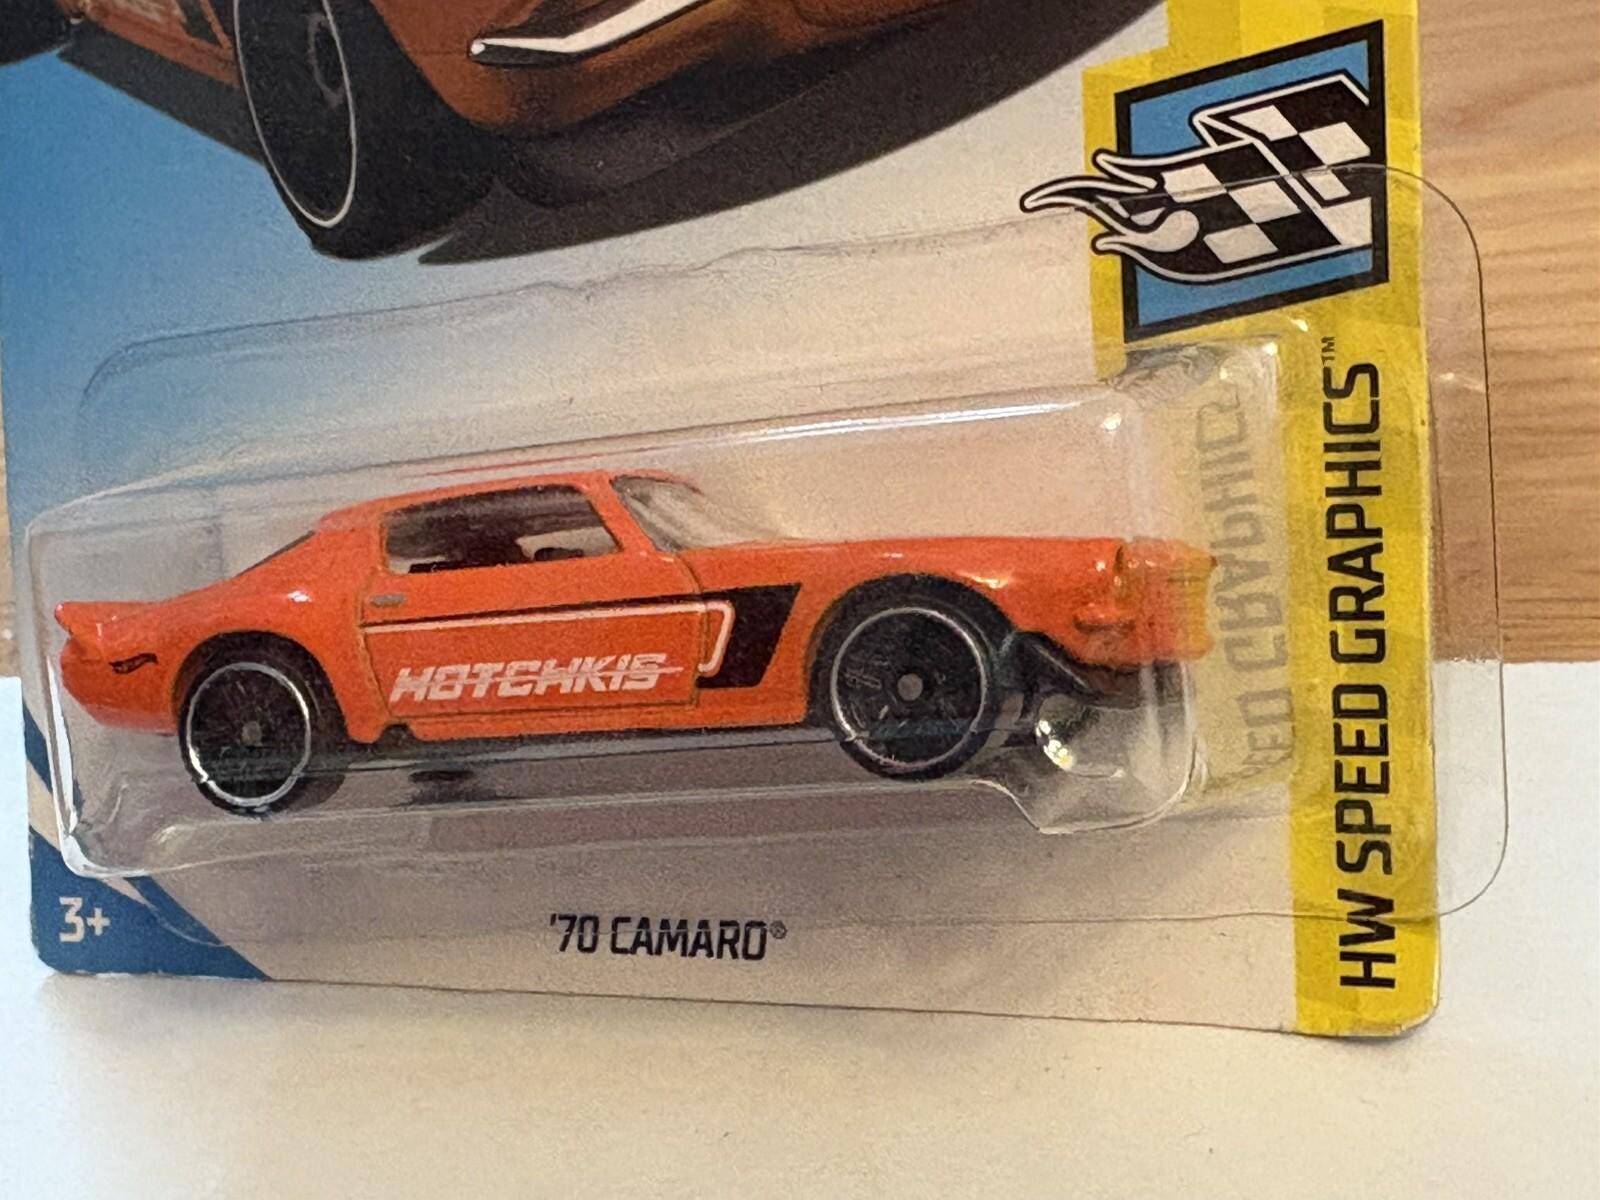 HOTCHKIS
HW SPEED GRAPHICS™
3+
'70 CAMARO®